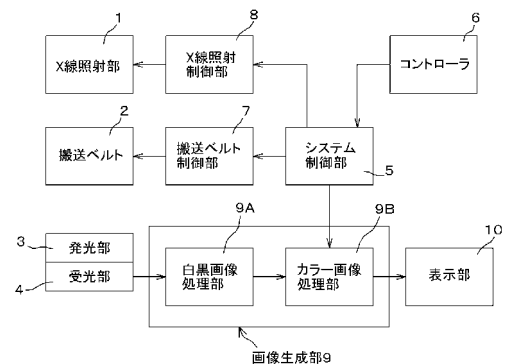 1
8
6
X線照射部
X線照射
制御部
コントローラ
2
7
搬送ベルト
搬送ベルト
制御部
システム
制御部
5
9A
9B
10
3
発光部
4
受光部
白黒画像
処理部
カラー画像
処理部
表示部
画像生成部9